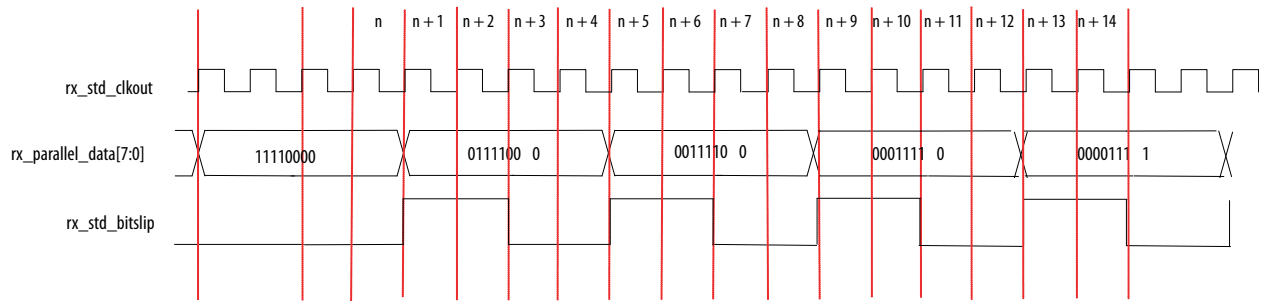 n n + 1 n + 2 n + 3 n + 4 n + 5 n + 6 n + 7 n + 8 n + 9 n + 10 n + 11 n + 12 n + 13 n + 14
rx_std_clkout
rx_parallel_data[7:0] 11110000 0111100 0 0011110 0 0001111 0 0000111 1
rx_std_bitslip